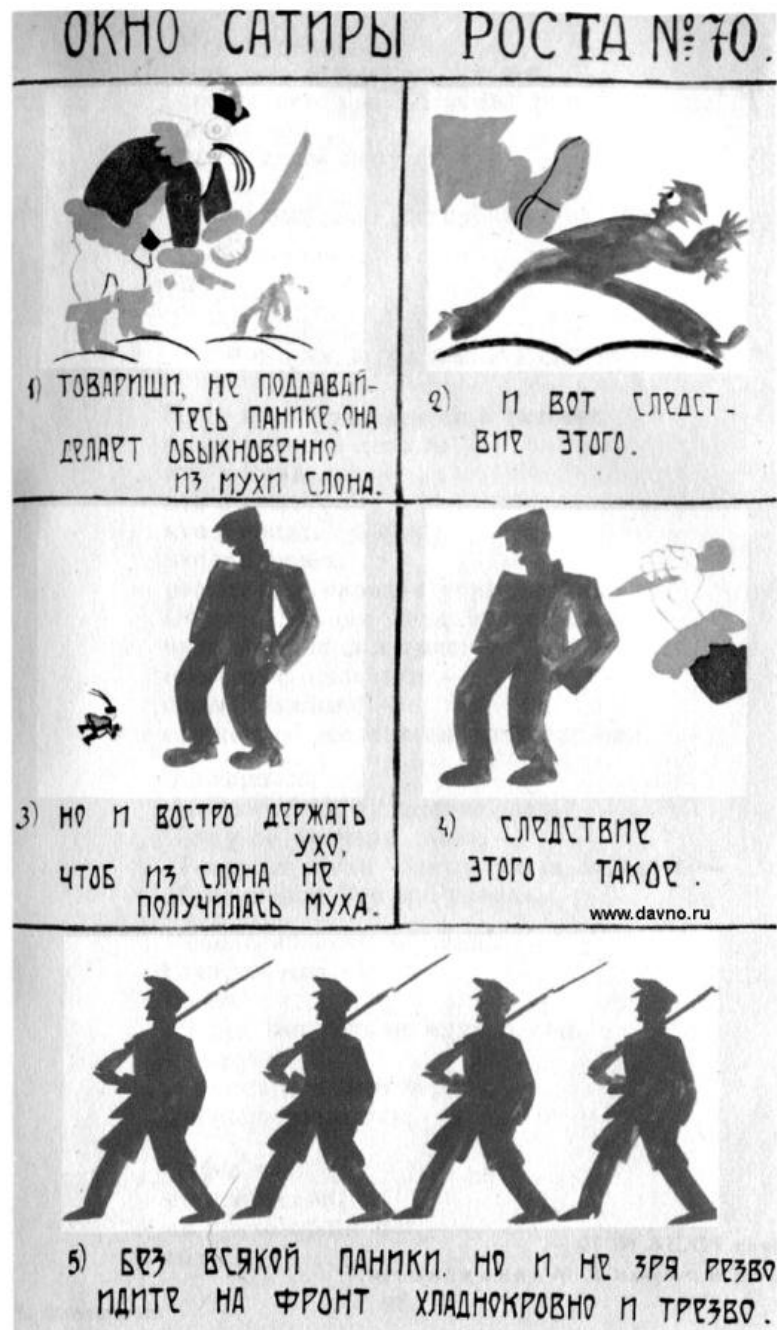 ОКНО САТИРЫ РОСТА №70.
1) ТОВАРИЩИ, НЕ ПОДДАВАЙ-
ТЕСЬ ПАНИКЕ, ОНА
ДЕЛАЕТ ОБЫКНОВЕННО
ИЗ МУХИ СЛОНА.
2) И ВОТ СЛЕДСТ-
ВИЕ ЭТОГО.
3) НО И ВОСТРО ДЕРЖАТЬ
УХО,
ЧТОБ ИЗ СЛОНА НЕ
ПОЛУЧИЛАСЬ МУХА.
4) СЛЕДСТВИЕ
ЭТОГО ТАКОЕ.
www.davno.ru
5) БЕЗ ВСЯКОЙ ПАНИКИ. НО И НЕ ЗРЯ РЕЗВО
ИДИТЕ НА ФРОНТ ХЛАДНОКРОВНО И ТРЕЗВО.